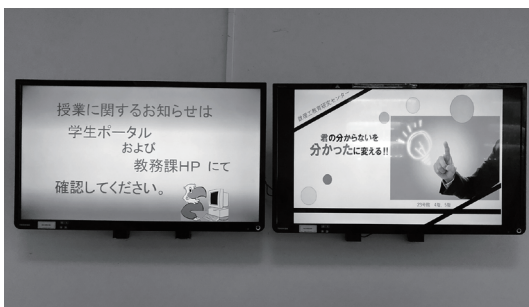 授業に関するお知らせは
学生ポータル
および
教務課HP にて
確認してください。
君の分からないを
分かったに変える!!